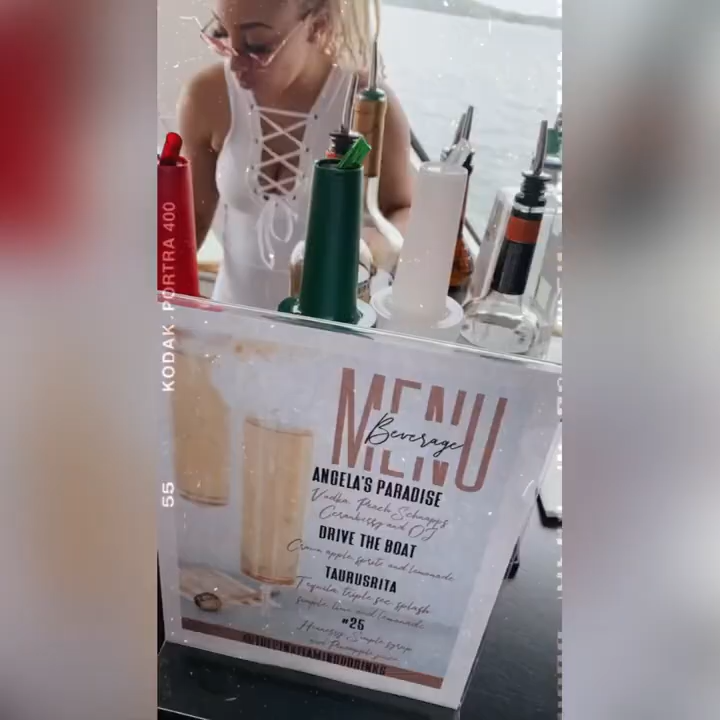 KODAK PORTRA 400
55
MENU
Beverage
ANGELA'S PARADISE
Vodka, Peach Schnapps
Cranberry and OJ
DRIVE THE BOAT
Crown apple, sprite and lemonade
TAURUSRITA
Tequila, triple sec, splash
simple, lime and lemonade
#25
Hennessy, Simple syrup
and Pineapple juice
@THEPINKFLAMINGODRINKS